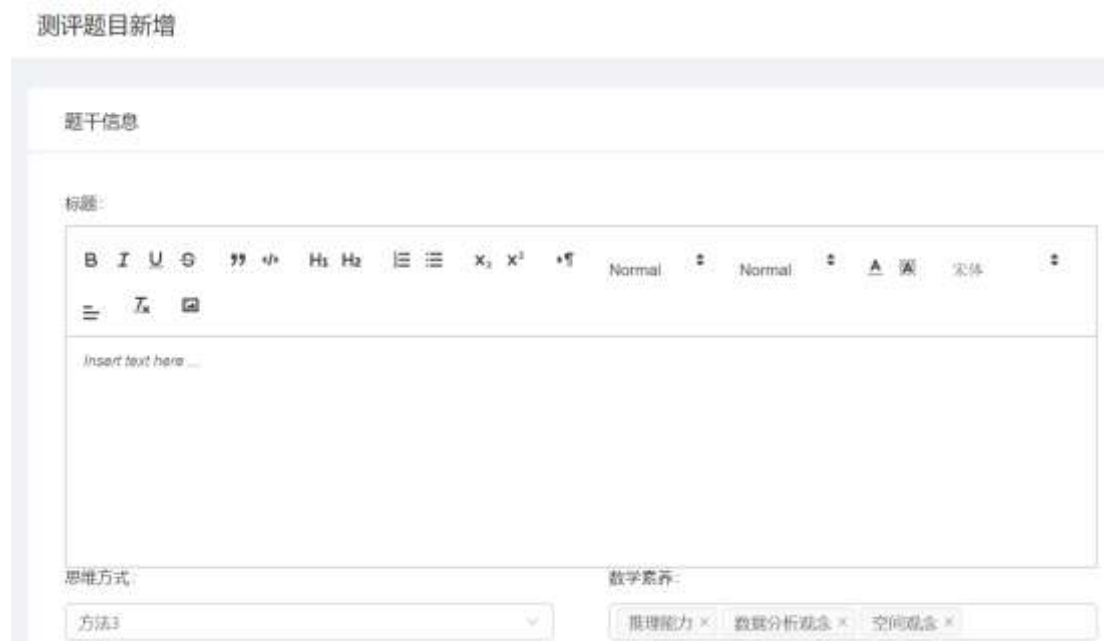 测评题目新增
题干信息
标题:
B I U S ” </> H1 H2 X2 X2 ¶ Normal Normal A A 宋体
Tx
Insert text here ...
思维方式: 数学素养:
方法3 推理能力 × 数据分析观念 × 空间观念 ×